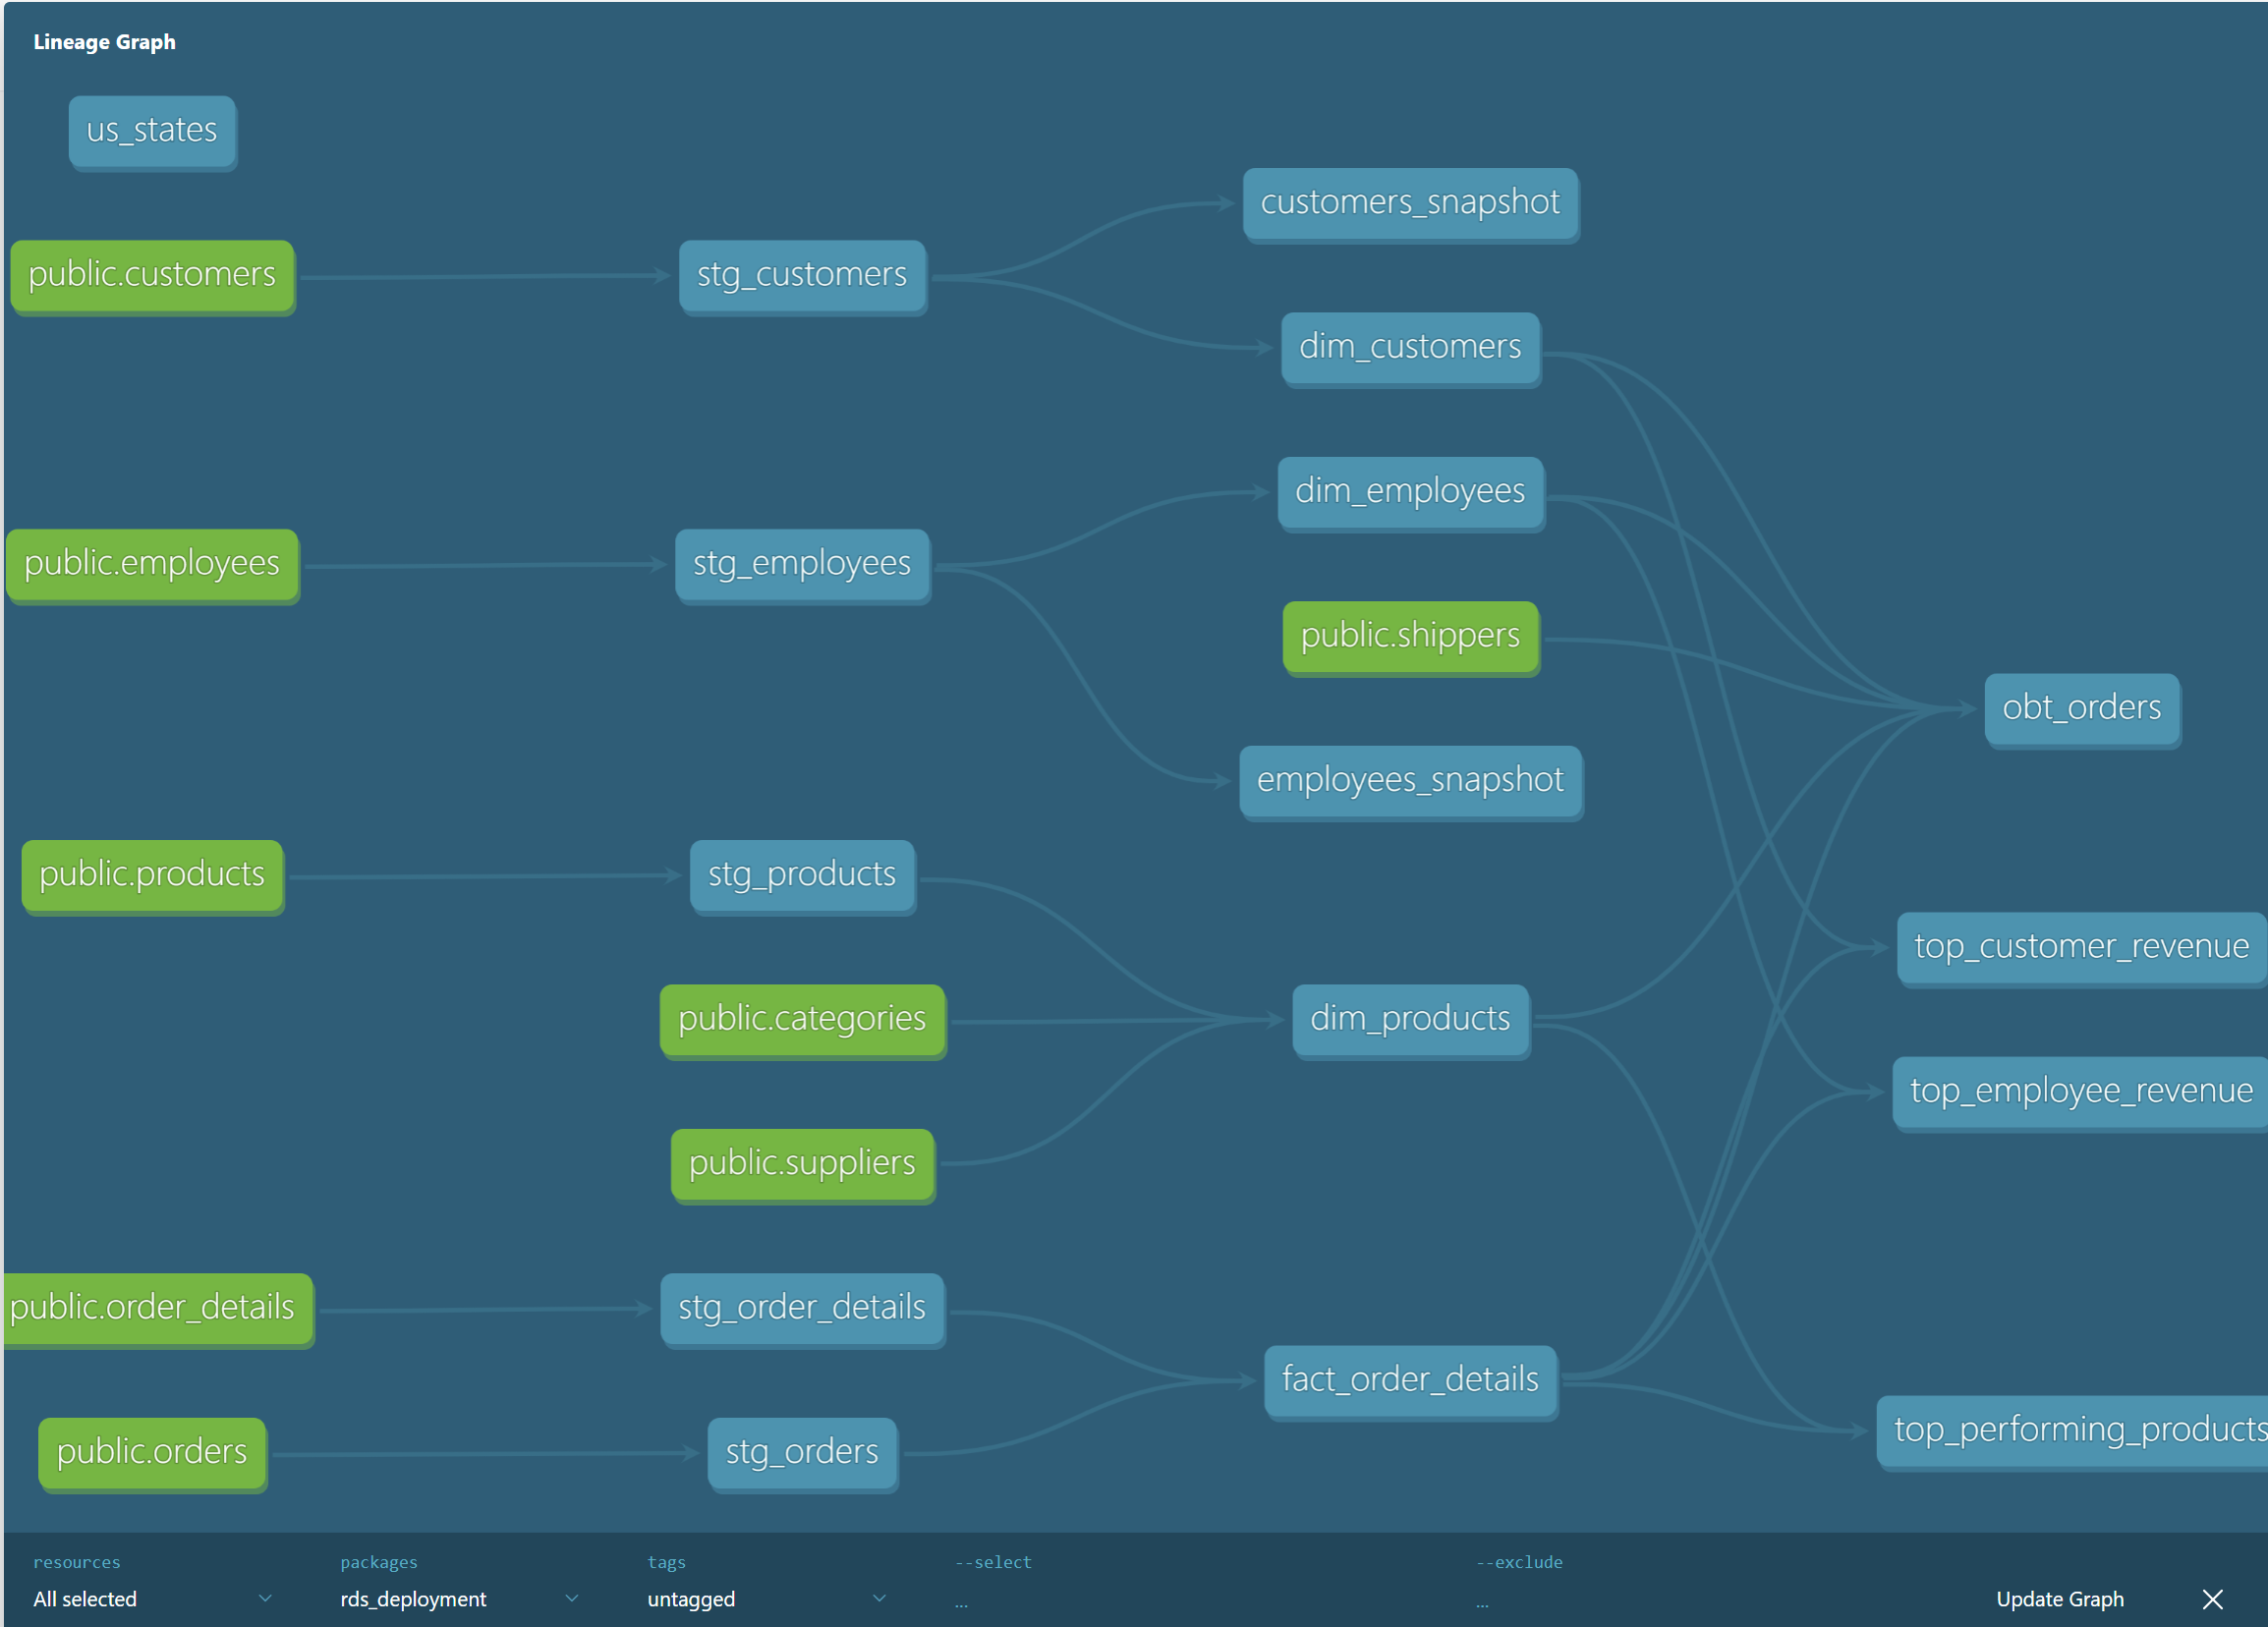 Lineage Graph
us_states
customers_snapshot
public.customers
stg_customers
dim_customers
dim_employees
public.employees
stg_employees
public.shippers
obt_orders
employees_snapshot
public.products
stg_products
top_customer_revenue
public.categories
dim_products
top_employee_revenue
public.suppliers
public.order_details
stg_order_details
fact_order_details
top_performing_products
public.orders
stg_orders
resources
packages
tags
--select
--exclude
All selected
rds_deployment
untagged
...
...
Update Graph